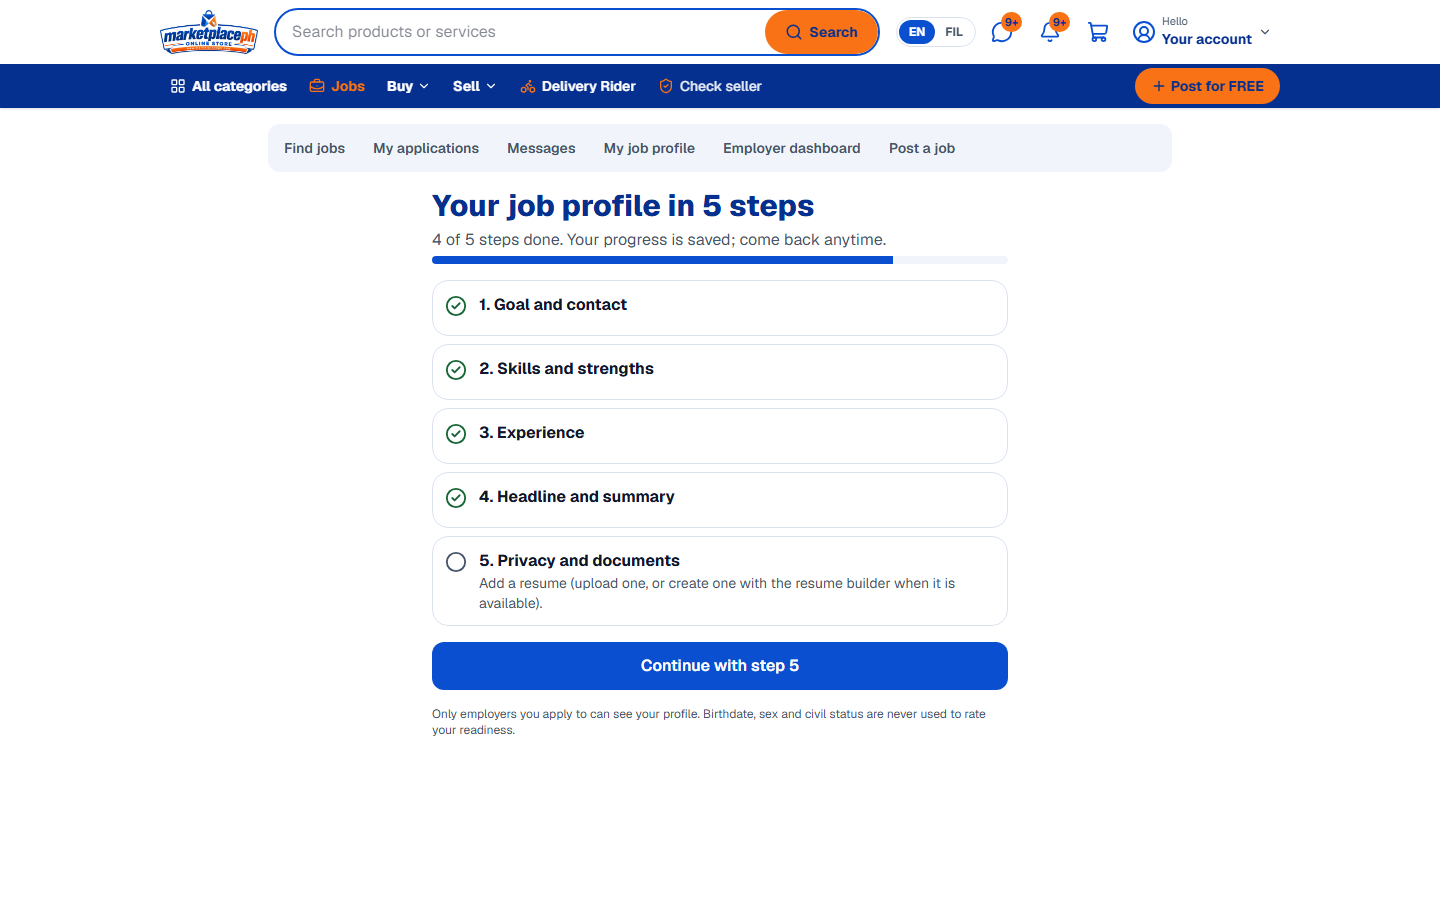 marketplaceph
ONLINE STORE
Search products or services
Search
EN
FIL
9+
9+
Hello
Your account
All categories
Jobs
Buy
Sell
Delivery Rider
Check seller
+ Post for FREE
Find jobs
My applications
Messages
My job profile
Employer dashboard
Post a job
Your job profile in 5 steps
4 of 5 steps done. Your progress is saved; come back anytime.
1. Goal and contact
2. Skills and strengths
3. Experience
4. Headline and summary
5. Privacy and documents
Add a resume (upload one, or create one with the resume builder when it is
available).
Continue with step 5
Only employers you apply to can see your profile. Birthdate, sex and civil status are never used to rate
your readiness.